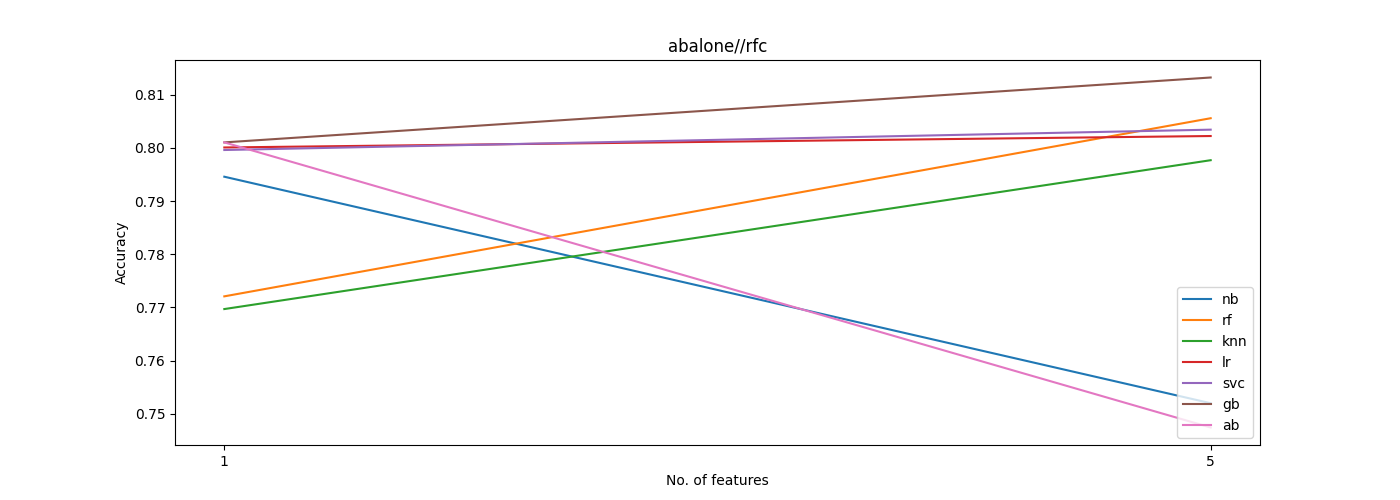 abalone//rfc
Accuracy
0.81
0.80
0.79
0.78
0.77
0.76
0.75
1
5
No. of features
nb
rf
knn
lr
svc
gb
ab